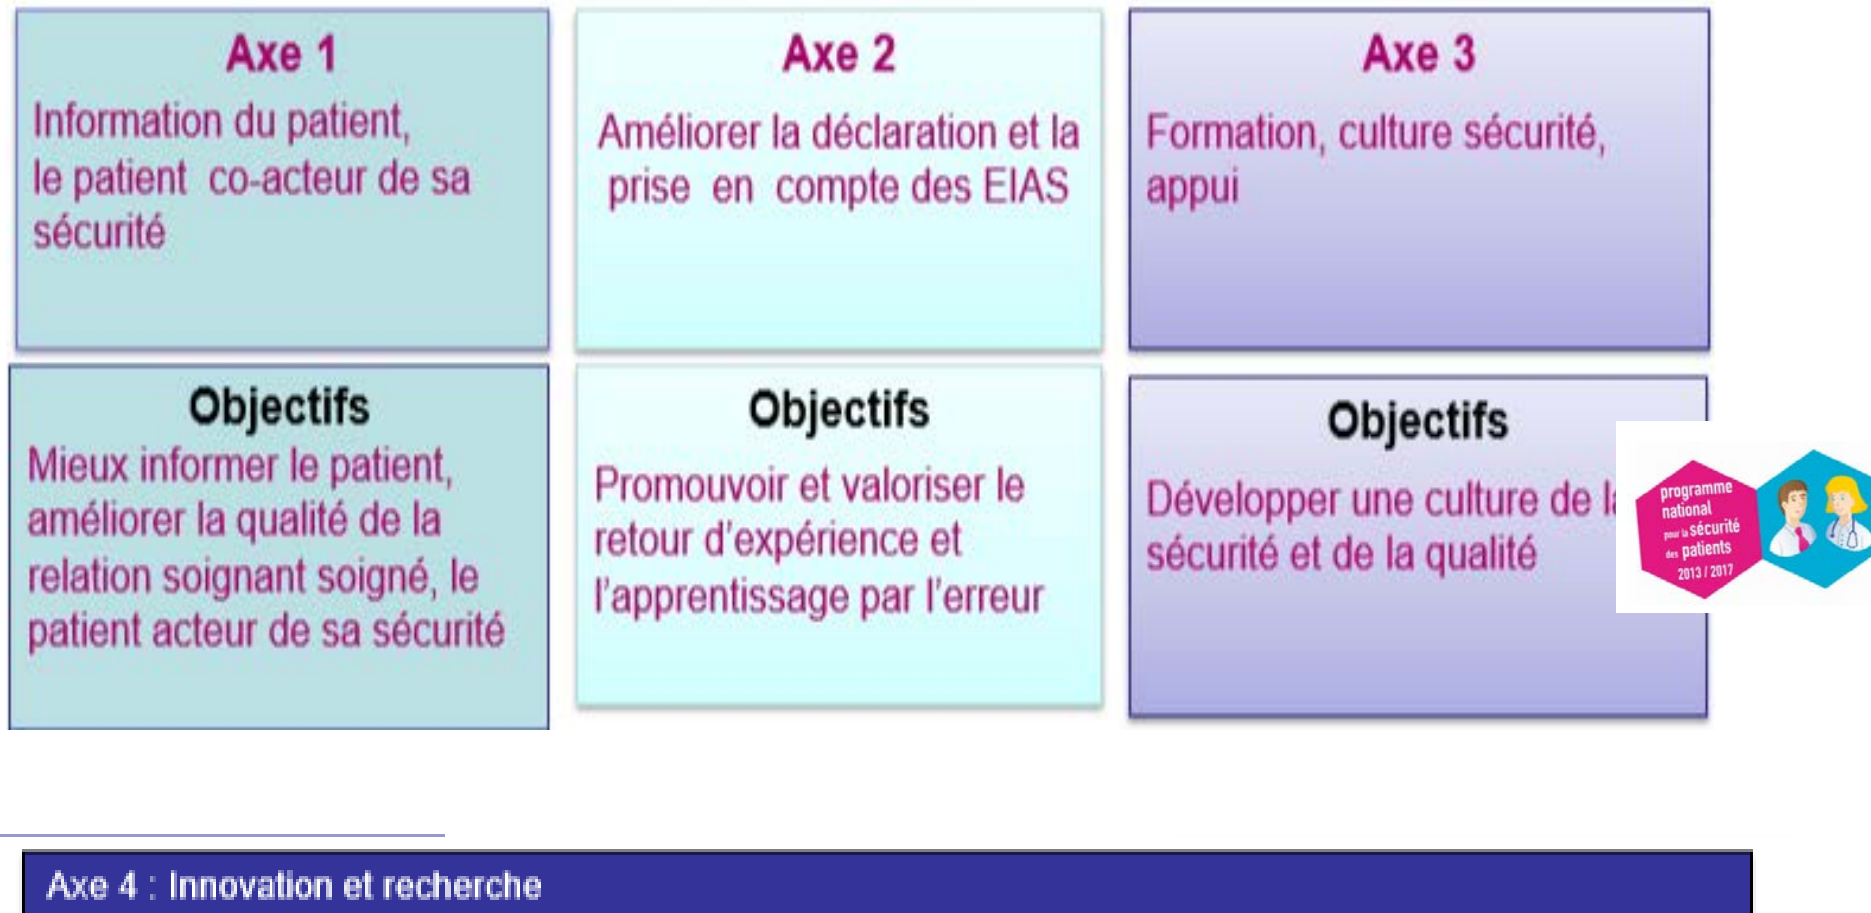 Axe 1
Information du patient,
le patient co-acteur de sa
sécurité
Axe 2
Améliorer la déclaration et la
prise en compte des EIAS
Axe 3
Formation, culture sécurité,
appui
Objectifs
Mieux informer le patient,
améliorer la qualité de la
relation soignant soigné, le
patient acteur de sa sécurité
Objectifs
Promouvoir et valoriser le
retour d'expérience et
l'apprentissage par l'erreur
Objectifs
Développer une culture de
sécurité et de la qualité
programme
national
pour la sécurité
des patients
2013 / 2017
Axe 4 : Innovation et recherche